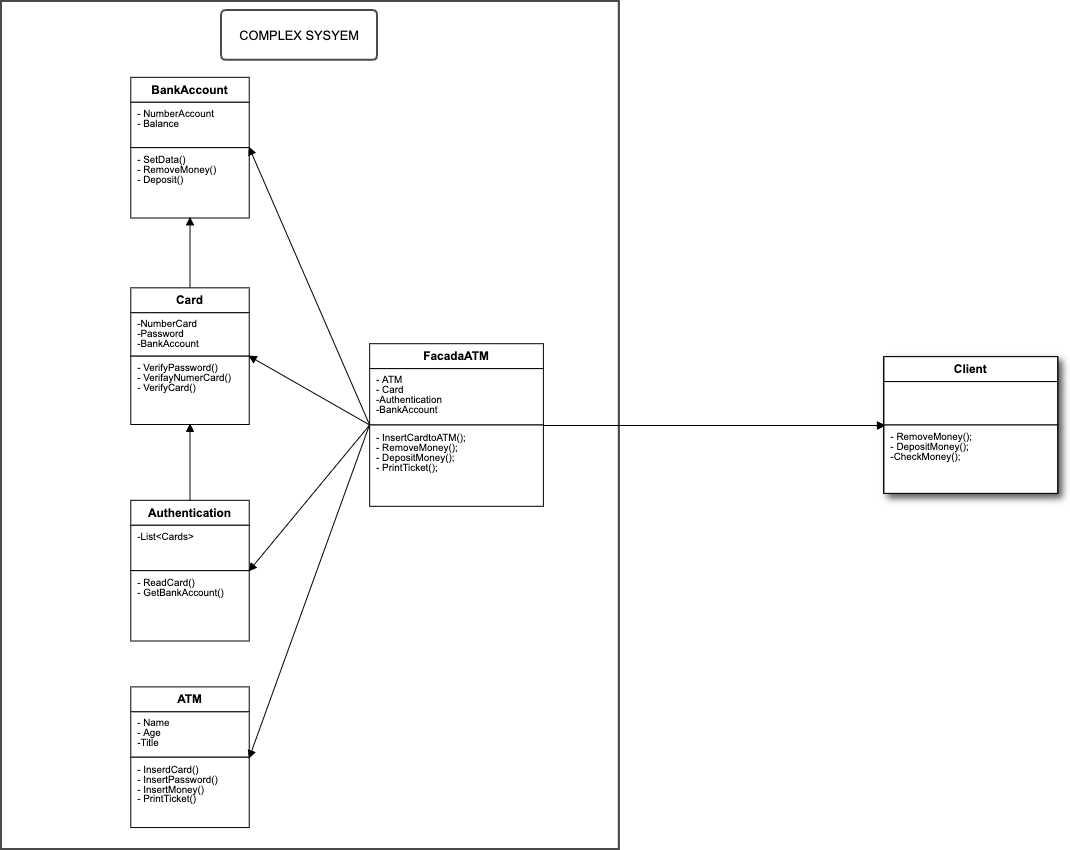 COMPLEX SYSYEM
BankAccount
- NumberAccount
- Balance
- SetData()
- RemoveMoney()
- Deposit()
Card
-NumberCard
-Password
-BankAccount
- VerifyPassword()
- VerifayNumerCard()
- VerifyCard()
Authentication
-List<Cards>
- ReadCard()
- GetBankAccount()
ATM
- Name
- Age
-Title
- InserdCard()
- InsertPassword()
- InsertMoney()
- PrintTicket()
FacadaATM
- ATM
- Card
-Authentication
-BankAccount
- InsertCardtoATM();
- RemoveMoney();
- DepositMoney();
- PrintTicket();
Client
- RemoveMoney();
- DepositMoney();
-CheckMoney();